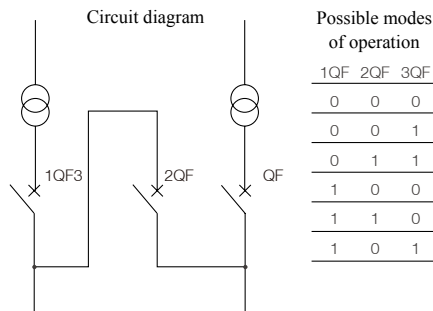 Circuit diagram
1QF3
2QF
QF
Possible modes
of operation
1QF 2QF 3QF
0 0 0
0 0 1
0 1 1
1 0 0
1 1 0
1 0 1